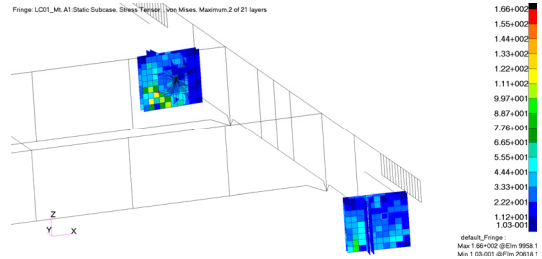 Fringe: LC01_Mt, A1:Static Subcase, Stress Tensor, , von Mises, Maximum,2 of 21 layers
1.66+002
1.55+002
1.44+002
1.33+002
1.22+002
1.11+002
9.97+001
8.87+001
7.76+001
6.65+001
5.55+001
4.44+001
3.33+001
2.22+001
1.12+001
1.03-001
Z
Y X
default_Fringe :
Max 1.66+002 @Elm 9958.1
Min 1.03-001 @Elm 20618.1